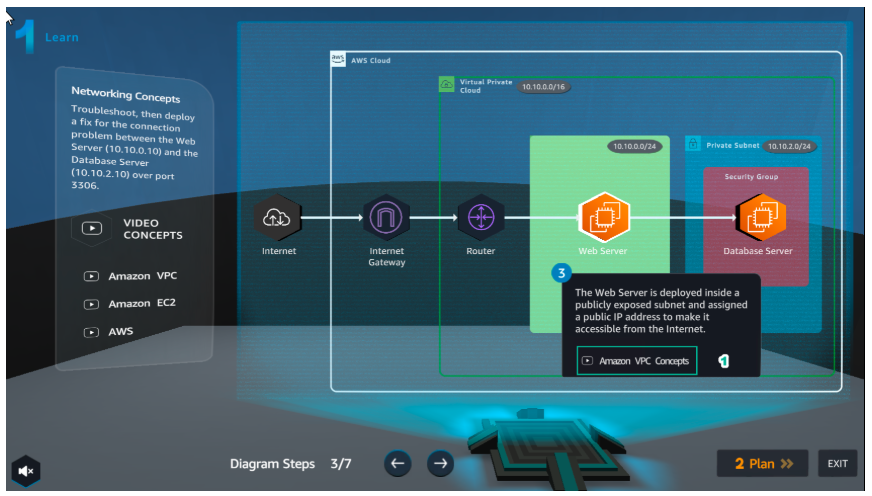 1 Learn
Networking Concepts
Troubleshoot, then deploy
a fix for the connection
problem between the Web
Server (10.10.0.10) and the
Database Server
(10.10.2.10) over port
3306.
VIDEO
CONCEPTS
Amazon VPC
Amazon EC2
AWS
aws
AWS Cloud
Virtual Private
Cloud
10.10.0.0/16
10.10.0.0/24
Private Subnet
10.10.2.0/24
Security Group
Internet
Internet
Gateway
Router
Web Server
Database Server
3
The Web Server is deployed inside a
publicly exposed subnet and assigned
a public IP address to make it
accessible from the Internet.
Amazon VPC Concepts
1
Diagram Steps 3/7
2 Plan
EXIT